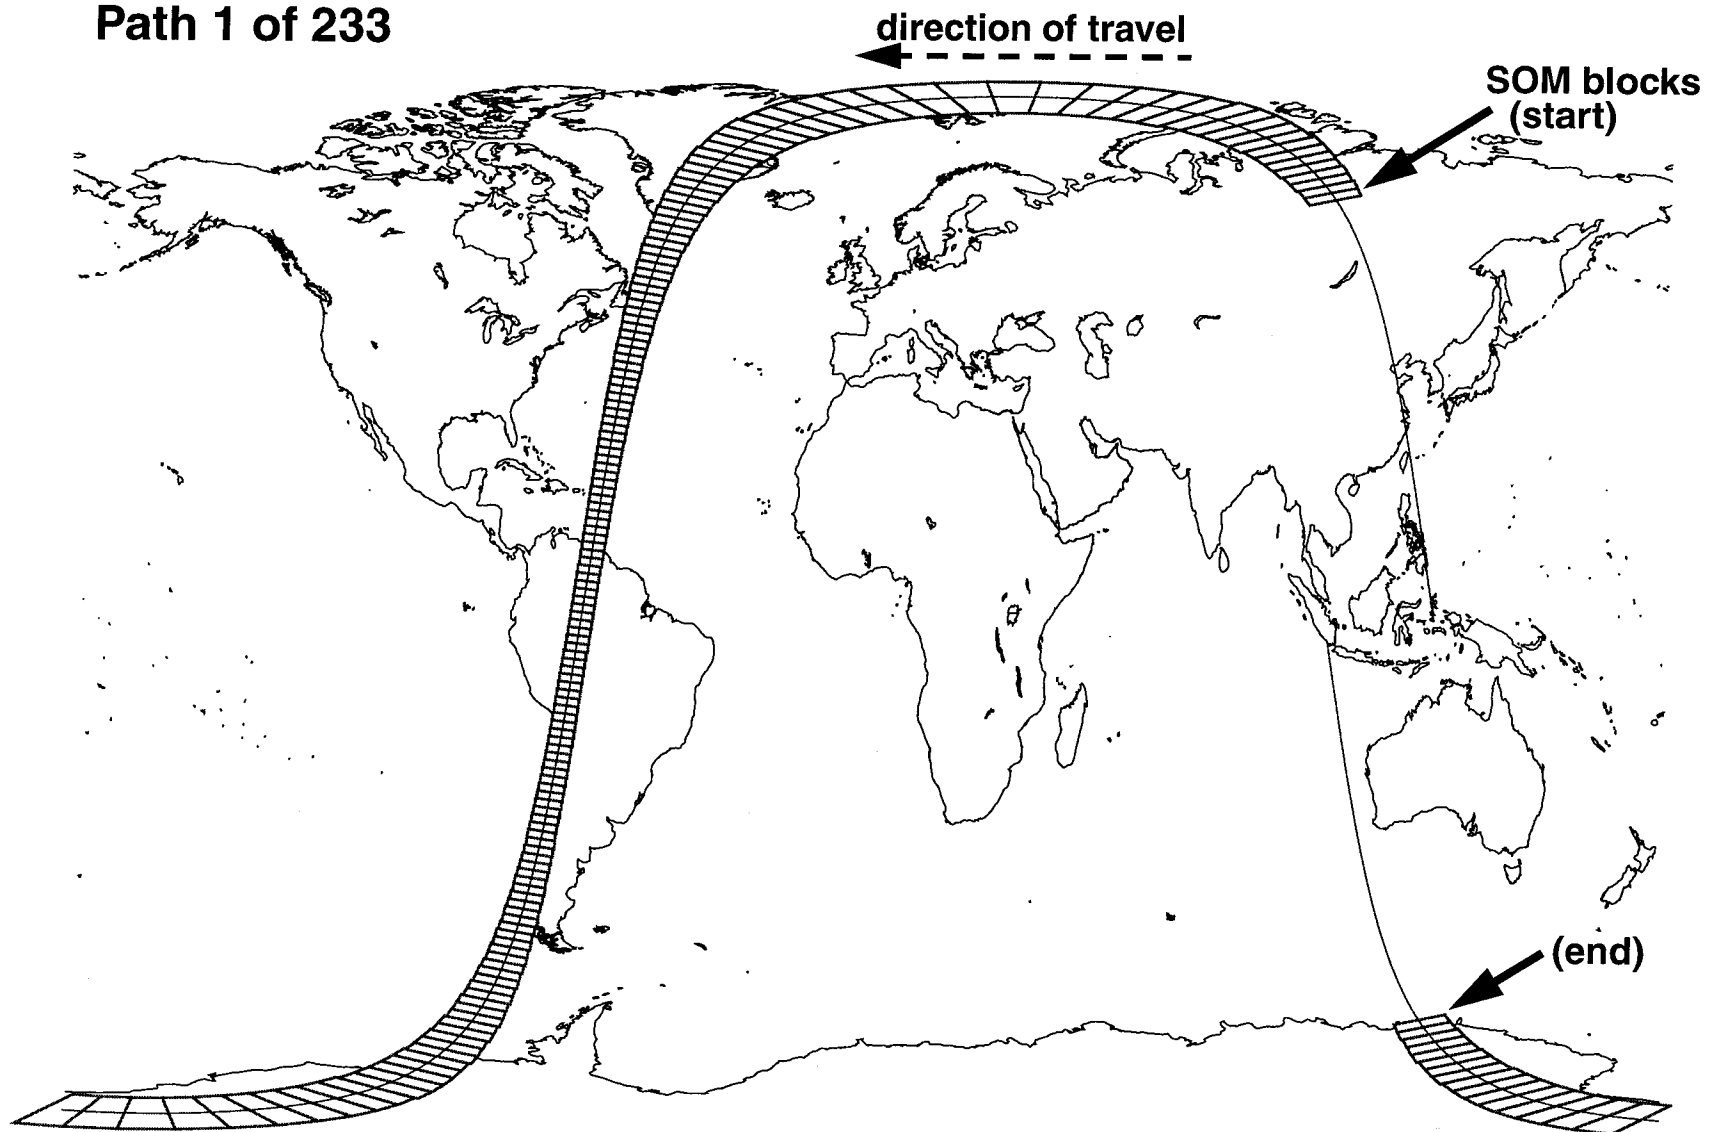 Path 1 of 233
direction of travel
SOM blocks
(start)
(end)